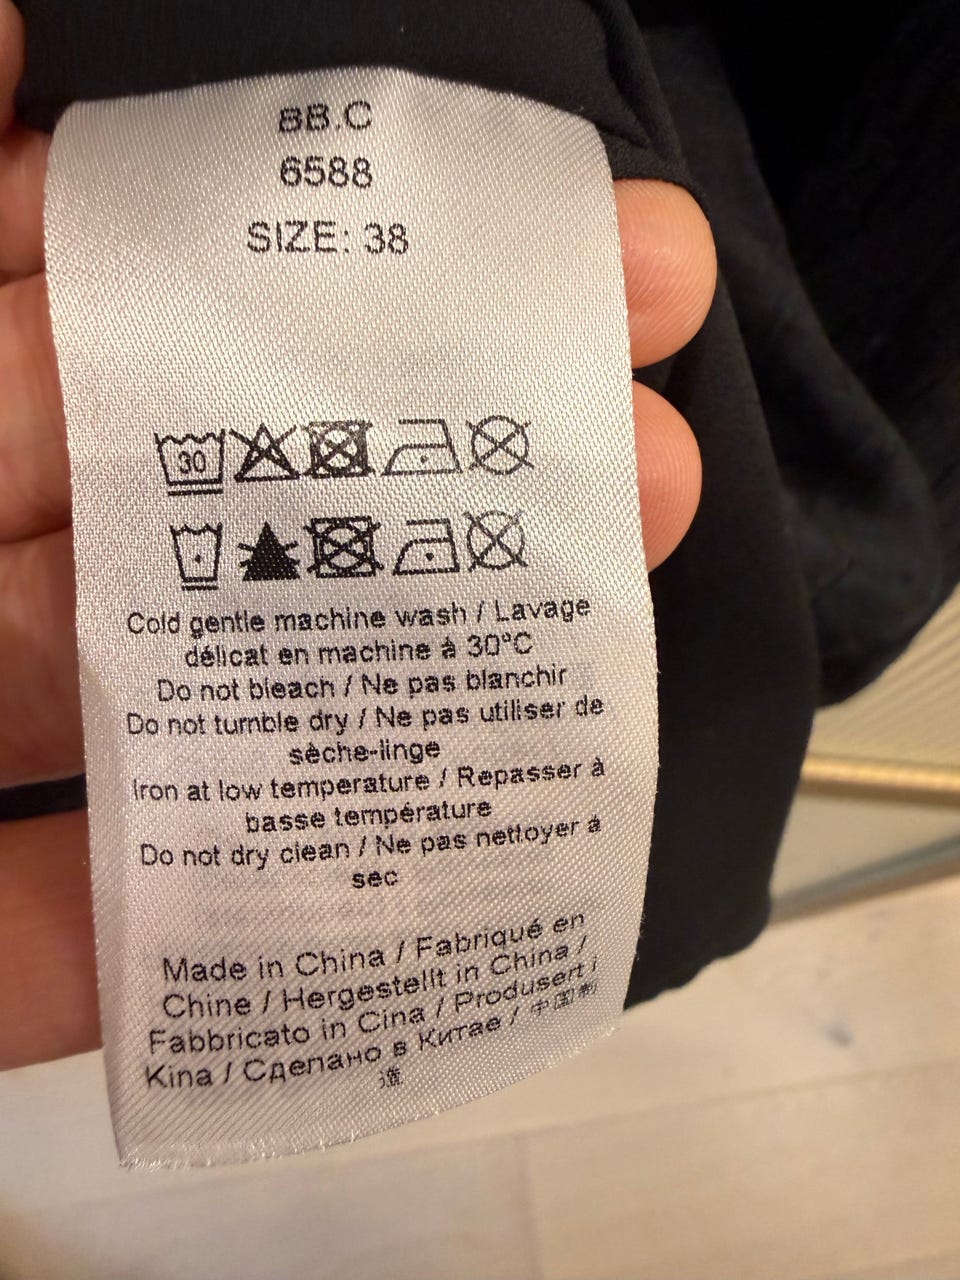 BB.C
6588
SIZE: 38
30
Cold gentle machine wash / Lavage
délicat en machine à 30°C
Do not bleach / Ne pas blanchir
Do not tumble dry / Ne pas utiliser de
sèche-linge
Iron at low temperature / Repasser à
basse température
Do not dry clean / Ne pas nettoyer à
sec
Made in China / Fabriqué en
Chine / Hergestellt in China /
Fabbricato in Cina / Produsert i
Kina / Сделано в Китае / 中国制
造